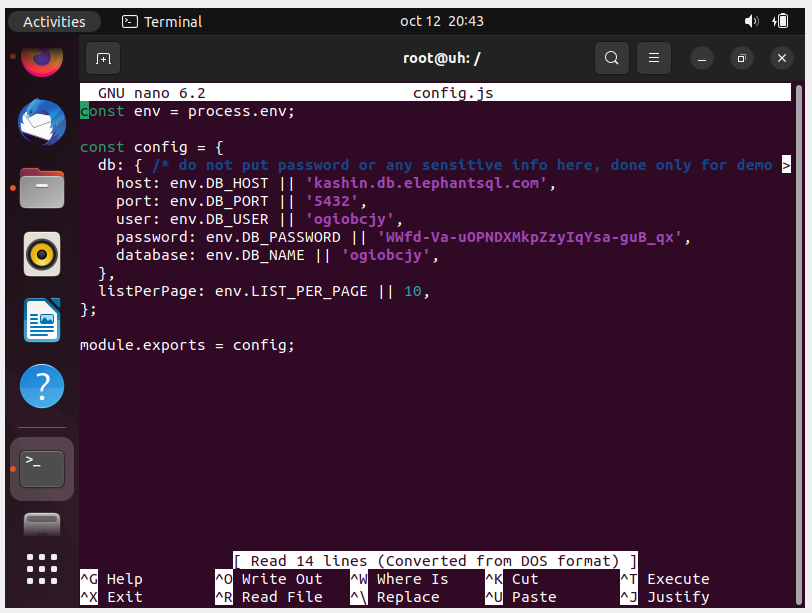 Activities Terminal oct 12 20:43
root@uh: /
GNU nano 6.2 config.js
const env = process.env;
const config = {
db: { /* do not put password or any sensitive info here, done only for demo >
host: env.DB_HOST || 'kashin.db.elephantsql.com',
port: env.DB_PORT || '5432',
user: env.DB_USER || 'ogiobcjy',
password: env.DB_PASSWORD || 'WWfd-Va-uOPNDXMkpZzyIqYsa-guB_qx',
database: env.DB_NAME || 'ogiobcjy',
},
listPerPage: env.LIST_PER_PAGE || 10,
};
module.exports = config;
[ Read 14 lines (Converted from DOS format) ]
^G Help ^O Write Out ^W Where Is ^K Cut ^T Execute
^X Exit ^R Read File ^\ Replace ^U Paste ^J Justify